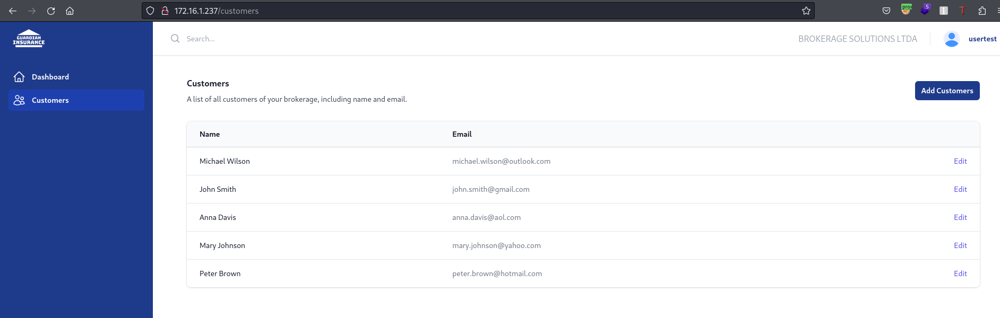 172.16.1.237/customers
prox
5
GUARDIAN
INSURANCE
Search...
BROKERAGE SOLUTIONS LTDA
usertest
Dashboard
Customers
Customers
A list of all customers of your brokerage, including name and email.
Add Customers
Name Email
Michael Wilson michael.wilson@outlook.com Edit
John Smith john.smith@gmail.com Edit
Anna Davis anna.davis@aol.com Edit
Mary Johnson mary.johnson@yahoo.com Edit
Peter Brown peter.brown@hotmail.com Edit